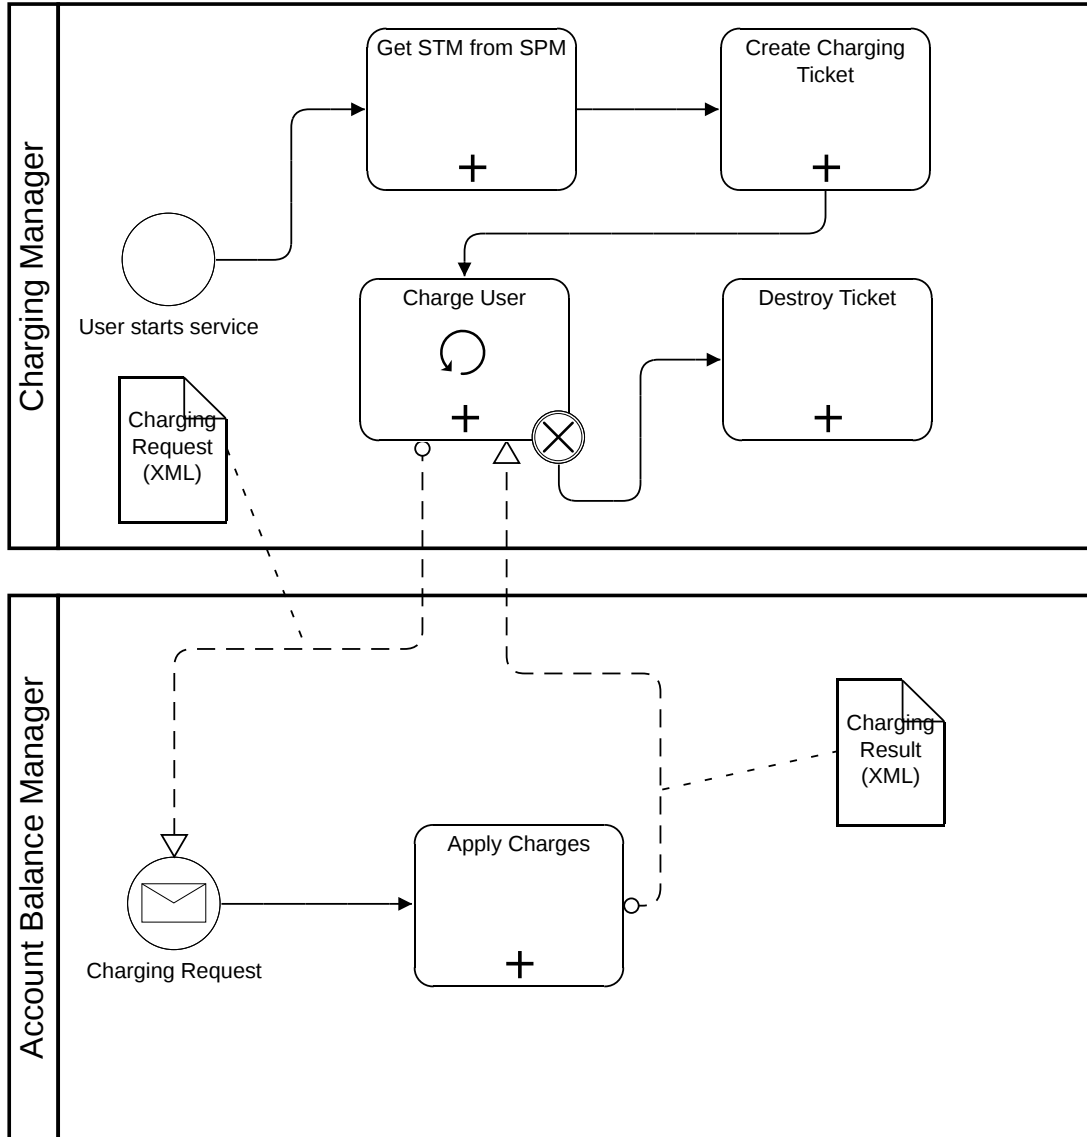 Charging Manager
Get STM from SPM
Create Charging
Ticket
User starts service
Charge User
Destroy Ticket
Charging
Request
(XML)
Account Balance Manager
Charging
Result
(XML)
Apply Charges
Charging Request